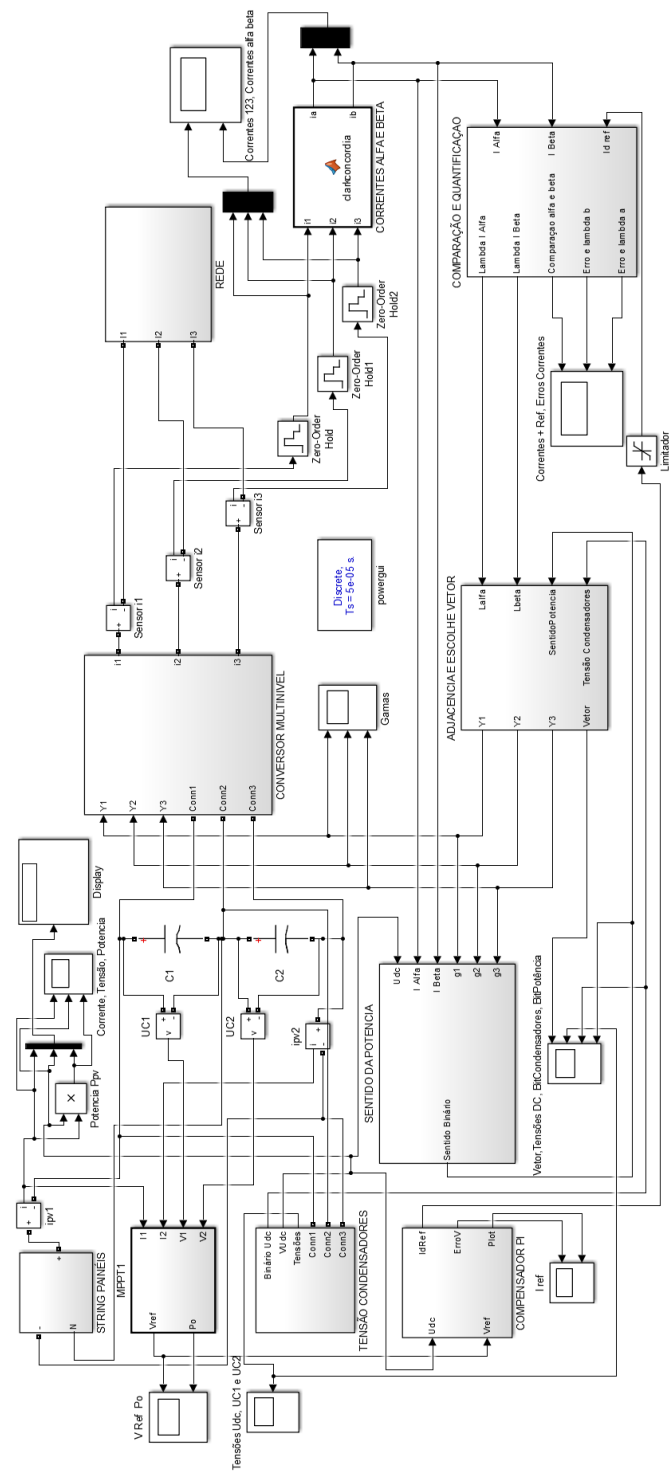 STRING PAINÉIS
-
N
+
ipv1
i
+
-
Potencia Ppv
×
Corrente, Tensão, Potencia
Display
MPPT1
Vref
Po
I1
I2
V1
V2
V Ref Po
UC1
v
+
-
UC2
v
+
-
ipv2
i
+
-
C1
+
C2
+
CONVERSOR MULTINIVEL
Y1
Y2
Y3
Conn1
Conn2
Conn3
i1
i2
i3
Sensor i1
+
i
-
Sensor i2
+
i
-
Sensor i3
+
i
-
REDE
I1
I2
I3
Correntes 123, Correntes alfa beta
Zero-Order
Hold
Zero-Order
Hold1
Zero-Order
Hold2
CORRENTES ALFA E BETA
i1
i2
i3
clarkconcordia
ia
ib
Discrete,
Ts = 5e-05 s.
powergui
Gamas
TENSÃO CONDENSADORES
Binário Udc
VUdc
Tensões
Conn1
Conn2
Conn3
Tensões Udc, UC1 e UC2
SENTIDO DA POTENCIA
Sentido Binário
Udc
I Alfa
I Beta
g1
g2
g3
ADJACENCIA E ESCOLHE VETOR
Y1
Y2
Y3
Vetor
Lalfa
Lbeta
SentidoPotencia
Tensão Condensadores
COMPARAÇÃO E QUANTIFICAÇÃO
Lambda I Alfa
Lambda I Beta
Comparaçao alfa e beta
Erro e lambda b
Erro e lambda a
I Alfa
I Beta
Id ref
Correntes + Ref, Erros Correntes
Limitador
Vetor,Tensões DC, BitCondensadores, BitPotência
COMPENSADOR PI
Udc
Vref
IdRef
ErroV
Plot
I ref